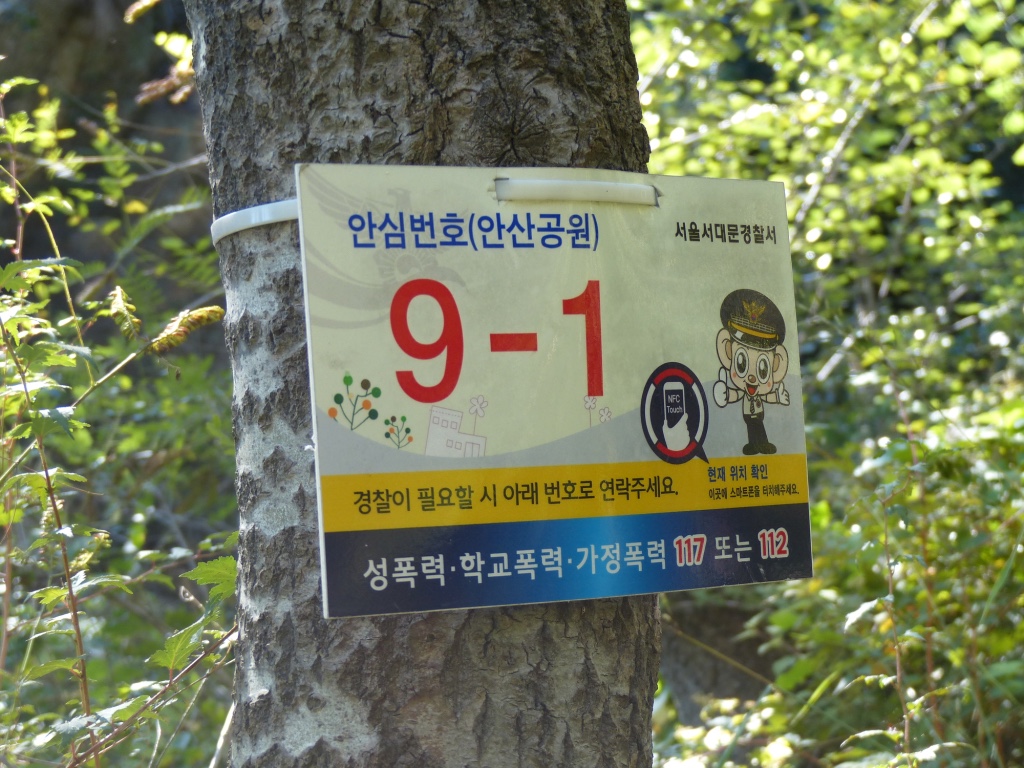 안심번호(안산공원)
서울서대문경찰서
9-1
NFC
Touch
현재 위치 확인
이곳에 스마트폰을 터치해주세요.
경찰이 필요할 시 아래 번호로 연락주세요.
성폭력·학교폭력·가정폭력 117 또는 112